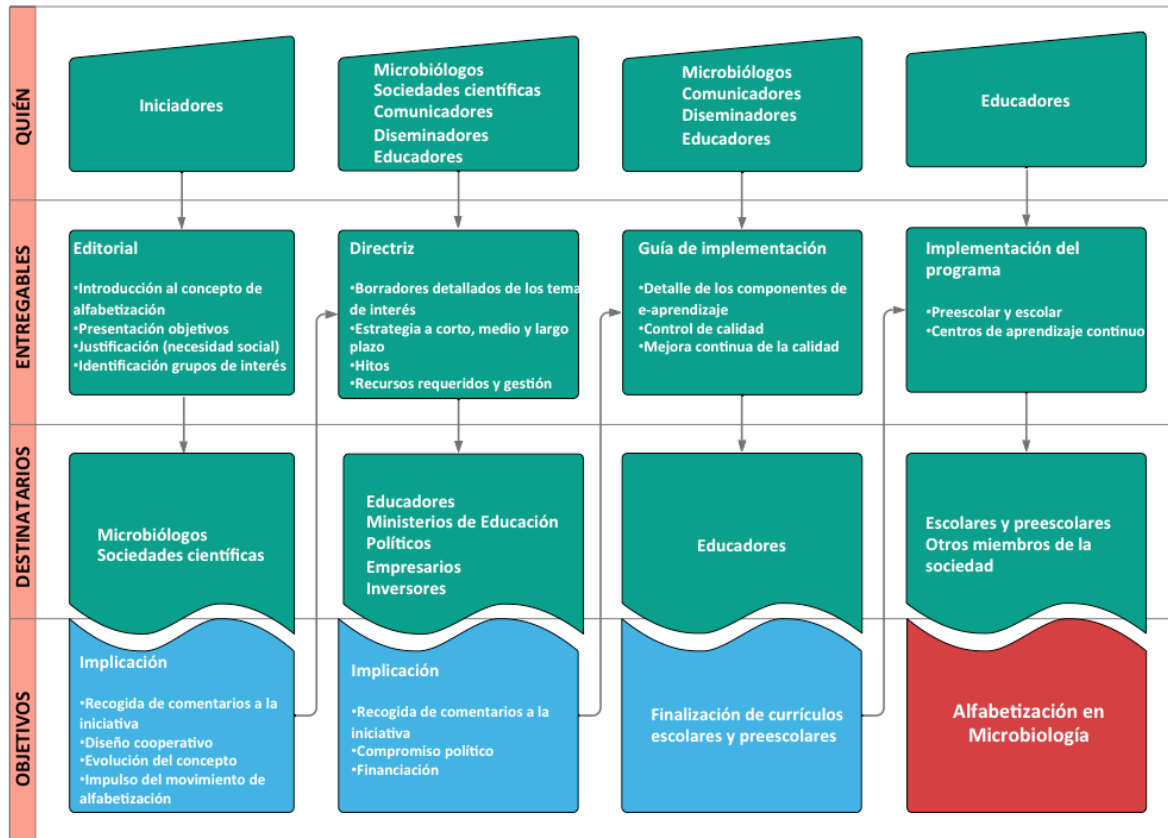 QUIÉN
Iniciadores
Microbiólogos
Sociedades científicas
Comunicadores
Diseminadores
Educadores
Microbiólogos
Comunicadores
Diseminadores
Educadores
Educadores
ENTREGABLES
Editorial
•Introducción al concepto de
alfabetización
•Presentación objetivos
•Justificación (necesidad social)
•Identificación grupos de interés
Directriz
•Borradores detallados de los tema
de interés
•Estrategia a corto, medio y largo
plazo
•Hitos
•Recursos requeridos y gestión
Guía de implementación
•Detalle de los componentes de
e-aprendizaje
•Control de calidad
•Mejora continua de la calidad
Implementación del
programa
•Preescolar y escolar
•Centros de aprendizaje continuo
DESTINATARIOS
Microbiólogos
Sociedades científicas
Educadores
Ministerios de Educación
Políticos
Empresarios
Inversores
Educadores
Escolares y preescolares
Otros miembros de la
sociedad
OBJETIVOS
Implicación
•Recogida de comentarios a la
iniciativa
•Diseño cooperativo
•Evolución del concepto
•Impulso del movimiento de
alfabetización
Implicación
•Recogida de comentarios a la
iniciativa
•Compromiso político
•Financiación
Finalización de currículos
escolares y preescolares
Alfabetización en
Microbiología